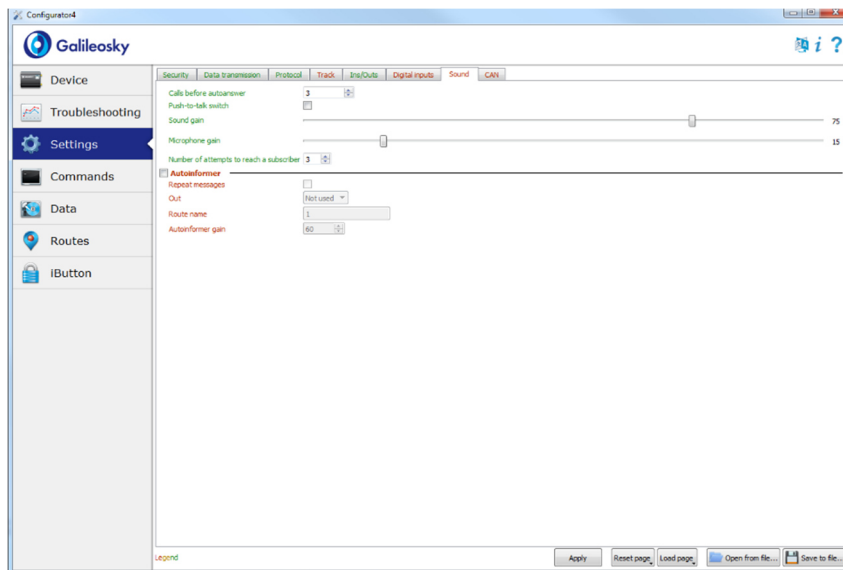 Configurator4
Galileosky
Device
Troubleshooting
Settings
Commands
Data
Routes
iButton
Security Data transmission Protocol Track Ins/Outs Digital inputs Sound CAN
Calls before autoanswer 3
Push-to-talk switch
Sound gain 75
Microphone gain 15
Number of attempts to reach a subscriber 3
Autoinformer
Repeat messages
Out Not used
Route name 1
Autoinformer gain 60
Legend
Apply Reset page Load page Open from file... Save to file...